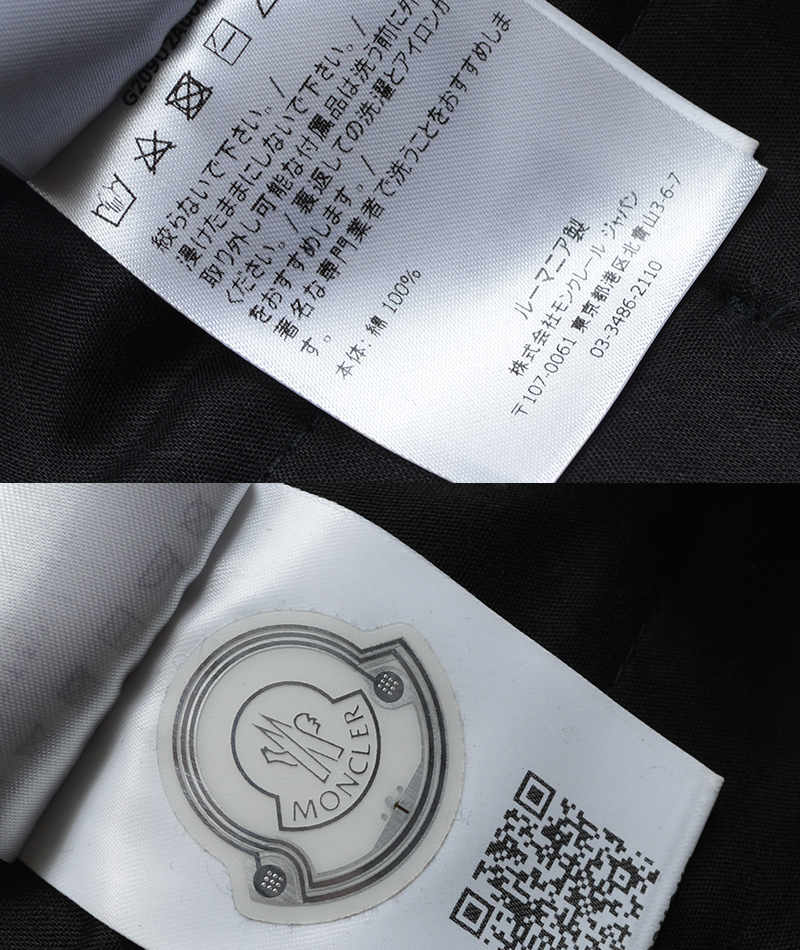 絞らないで下さい。/
浸けたままにしないで下さい。/
取り外し可能な付属品は洗う前に外
ください。/ 裏返しての洗濯とアイロンが
をおすすめします。/
著名な専門業者で洗うことをおすすめしま
す。
本体: 綿 100%
ルーマニア製
株式会社モンクレール ジャパン
〒107-0061 東京都港区北青山3-6-7
03-3486-2110
MONCLER